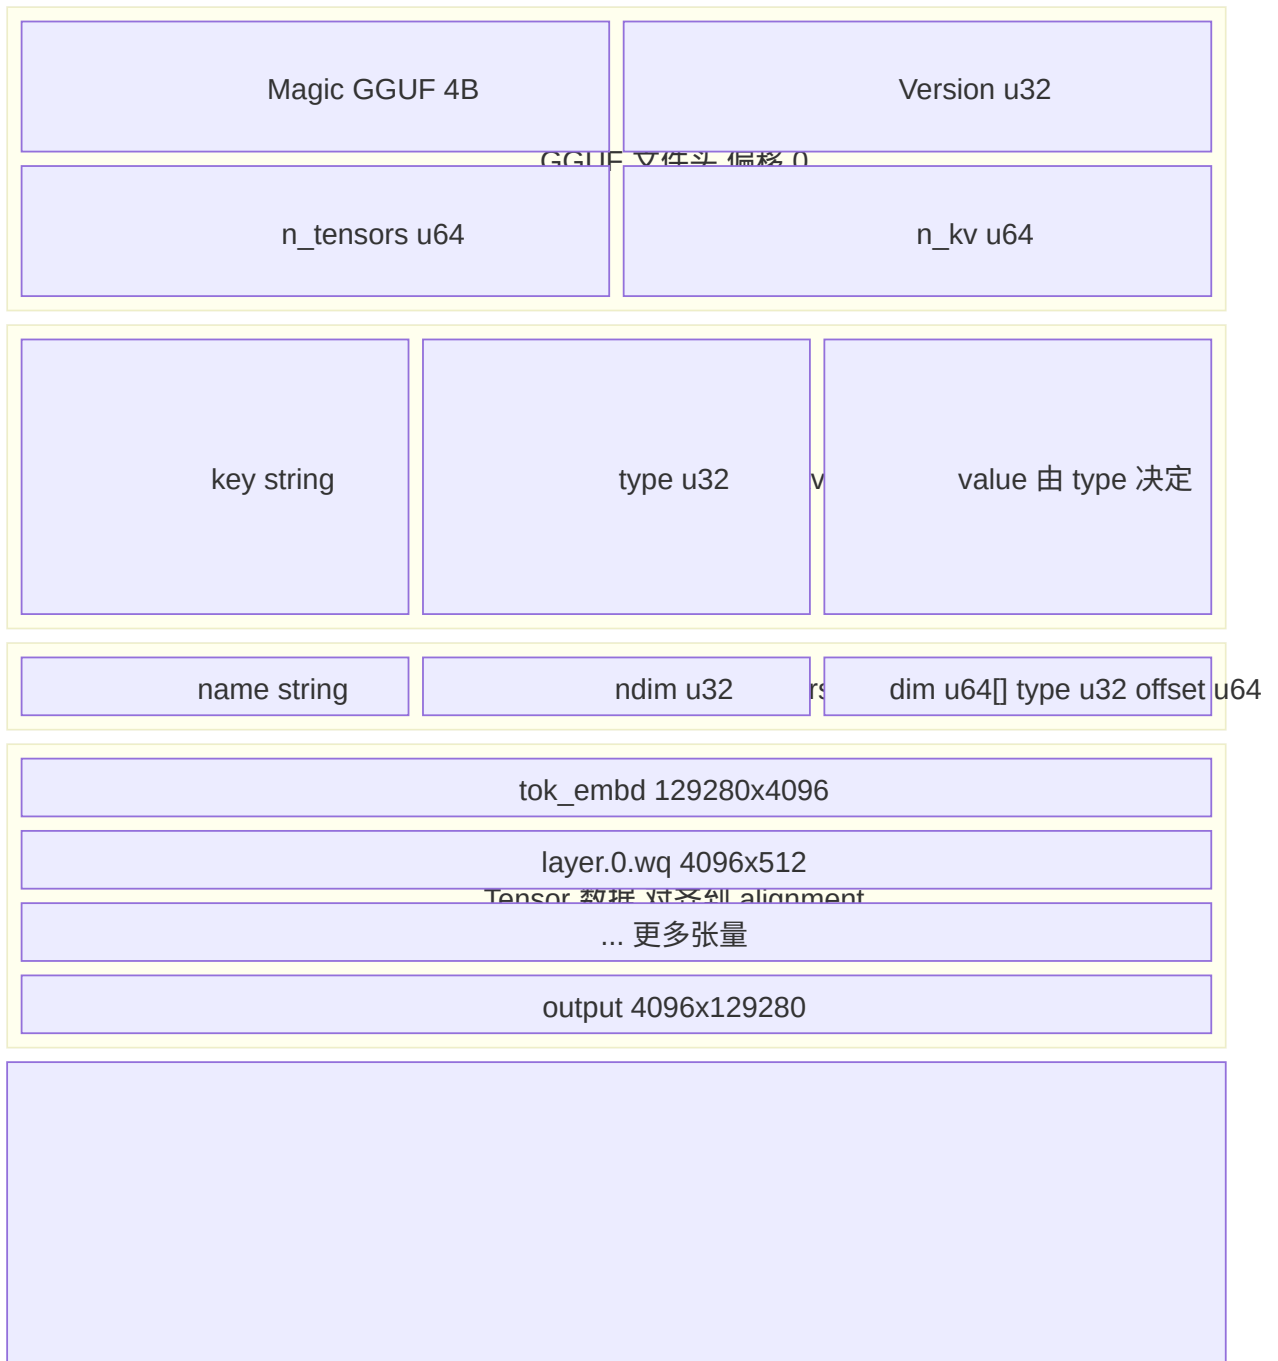 Magic GGUF 4B
Version u32
GGUF 文件头 偏移 0
n_tensors u64
n_kv u64
key string
type u32
value 由 type 决定
name string
ndim u32
dim u64[] type u32 offset u64
tok_embd 129280x4096
layer.0.wq 4096x512
Tensor 数据 对齐到 alignment
... 更多张量
output 4096x129280